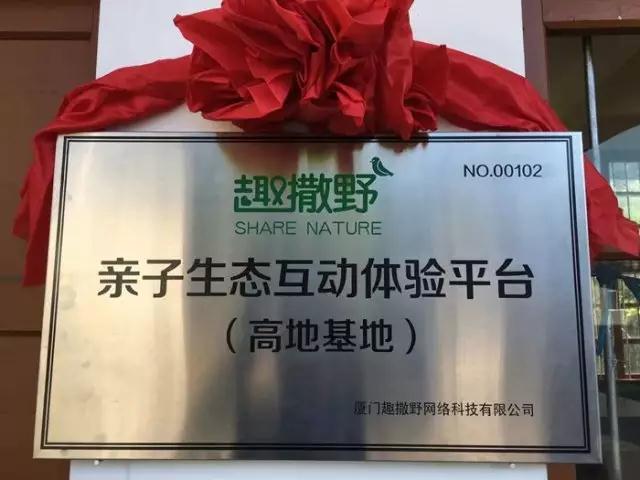 NO.00102
趣撒野
SHARE NATURE
亲子生态互动体验平台
（高地基地）
厦门趣撒野网络科技有限公司